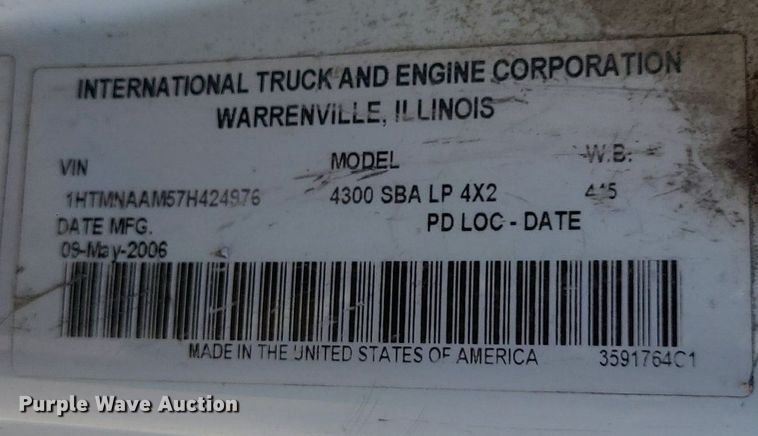 INTERNATIONAL TRUCK AND ENGINE CORPORATION
WARRENVILLE, ILLINOIS
VIN MODEL W.B.
1HTMNAAM57H424976 4300 SBA LP 4X2
DATE MFG. PD LOC - DATE
09-May-2006
MADE IN THE UNITED STATES OF AMERICA 3591764C1
Purple Wave Auction